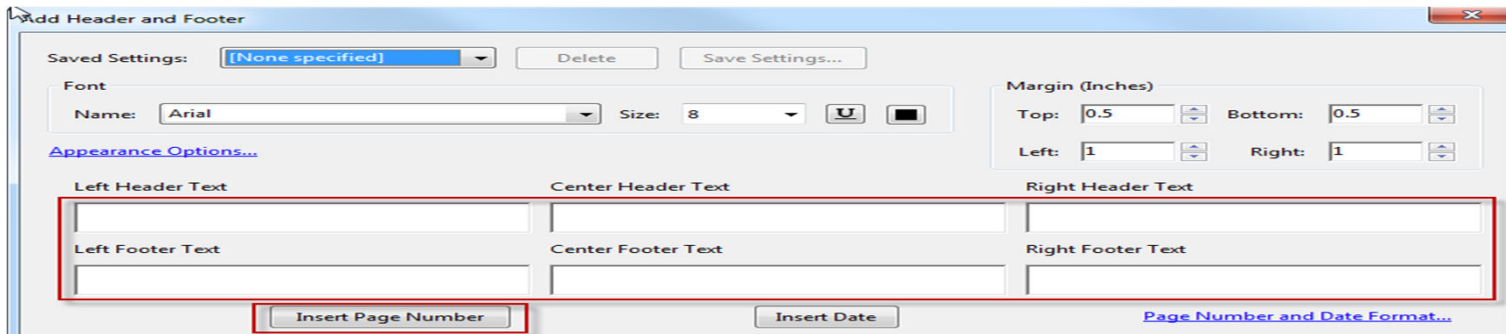 Add Header and Footer
Saved Settings: [None specified] Delete Save Settings...
Font Margin (Inches)
Name: Arial Size: 8 U Top: 0.5 Bottom: 0.5
Appearance Options... Left: 1 Right: 1
Left Header Text Center Header Text Right Header Text
Left Footer Text Center Footer Text Right Footer Text
Insert Page Number Insert Date Page Number and Date Format...